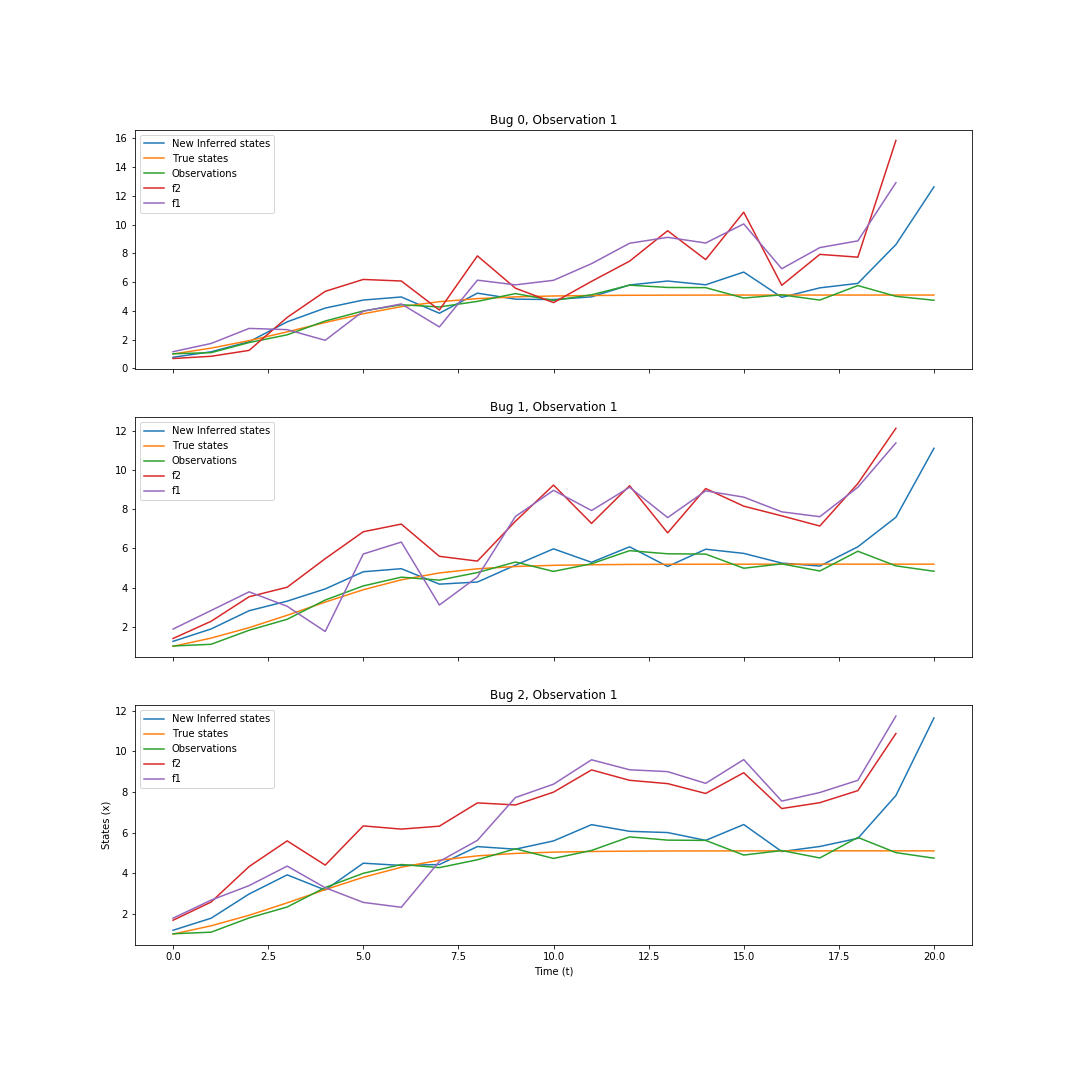 Bug 0, Observation 1
16
14
12
10
8
6
4
2
0
New Inferred states
True states
Observations
f2
f1
Bug 1, Observation 1
12
10
8
6
4
2
New Inferred states
True states
Observations
f2
f1
Bug 2, Observation 1
12
10
8
6
4
2
States (x)
New Inferred states
True states
Observations
f2
f1
0.0 2.5 5.0 7.5 10.0 12.5 15.0 17.5 20.0
Time (t)